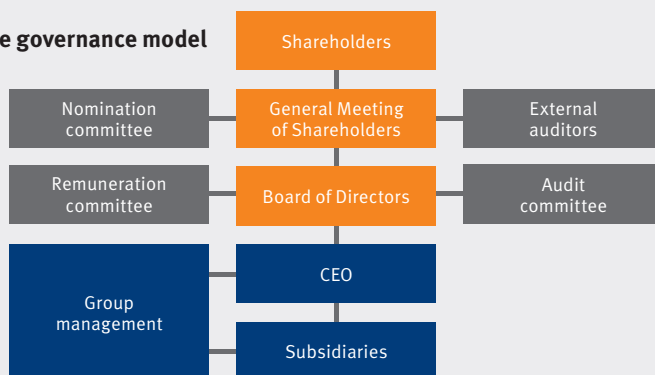 e governance model
Shareholders
Nomination
committee
General Meeting
of Shareholders
External
auditors
Remuneration
committee
Board of Directors
Audit
committee
Group
management
CEO
Subsidiaries